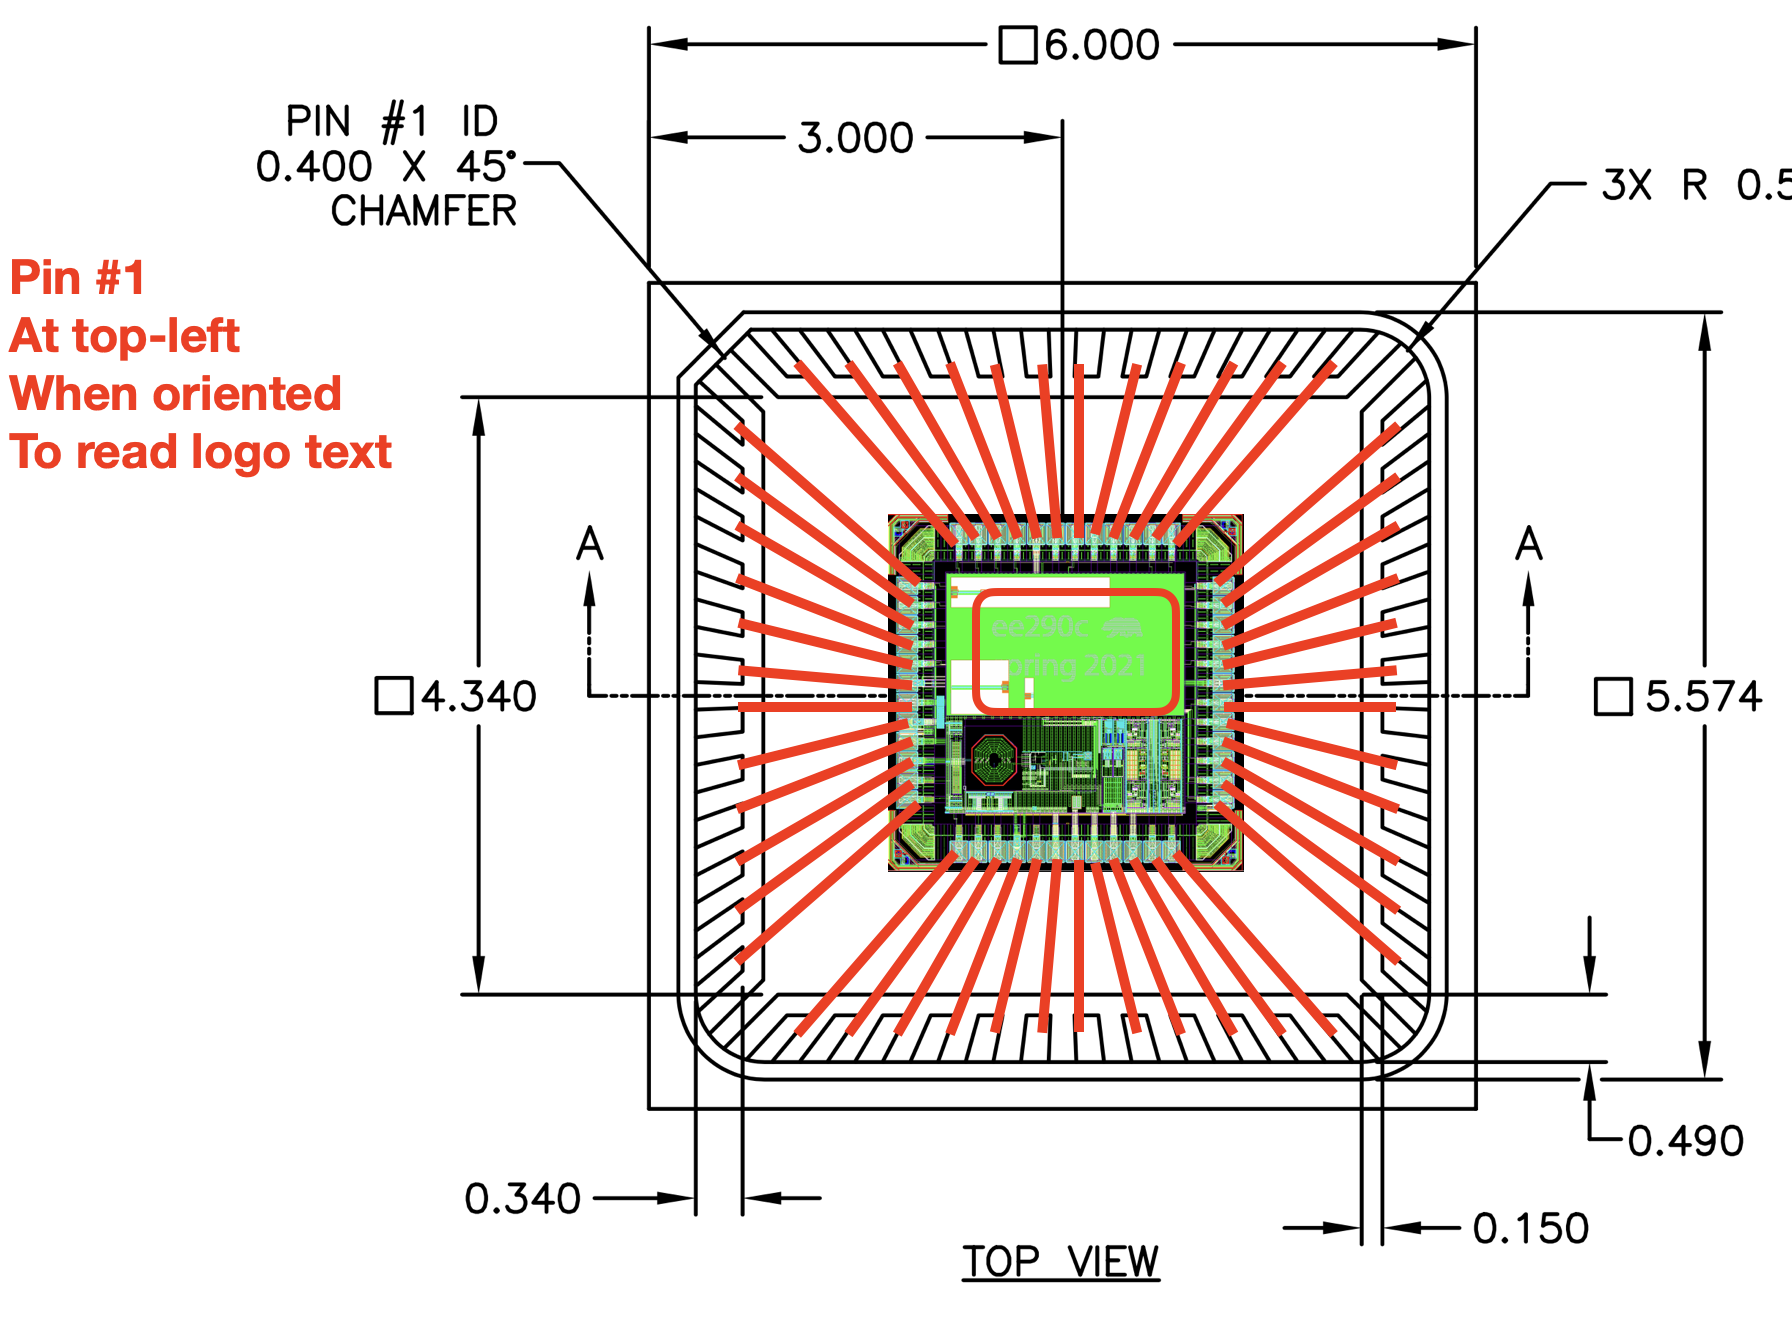 6.000
PIN #1 ID
0.400 X 45°
CHAMFER
3.000
3X R 0.5
Pin #1
At top-left
When oriented
To read logo text
A
A
ee290c
pring 2021
4.340
5.574
0.490
0.340
0.150
TOP VIEW